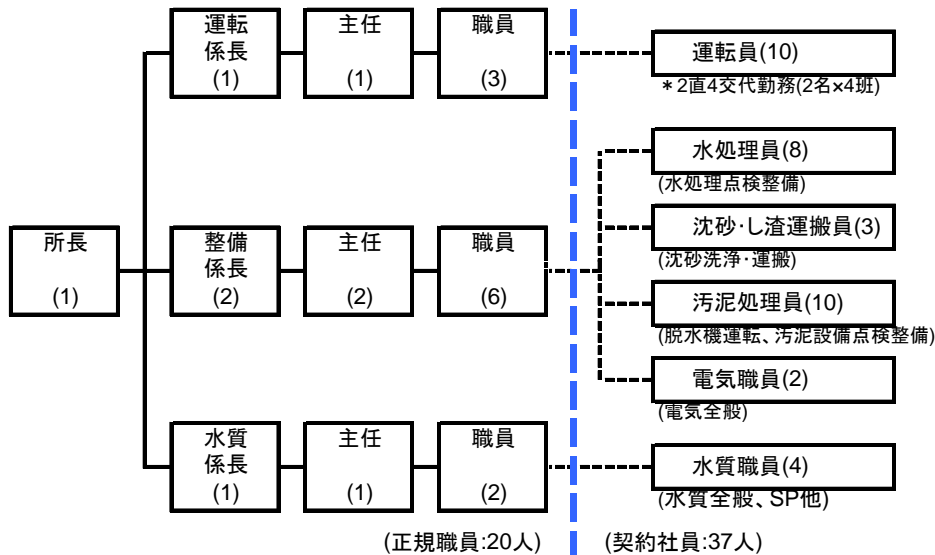 運転
係長
(1)
主任
(1)
職員
(3)
運転員(10)
*2直4交代勤務(2名×4班)
水処理員(8)
(水処理点検整備)
沈砂・し渣運搬員(3)
(沈砂洗浄・運搬)
所長
(1)
整備
係長
(2)
主任
(2)
職員
(6)
汚泥処理員(10)
(脱水機運転、汚泥設備点検整備)
電気職員(2)
(電気全般)
水質
係長
(1)
主任
(1)
職員
(2)
水質職員(4)
(水質全般、SP他)
(正規職員:20人)
(契約社員:37人)